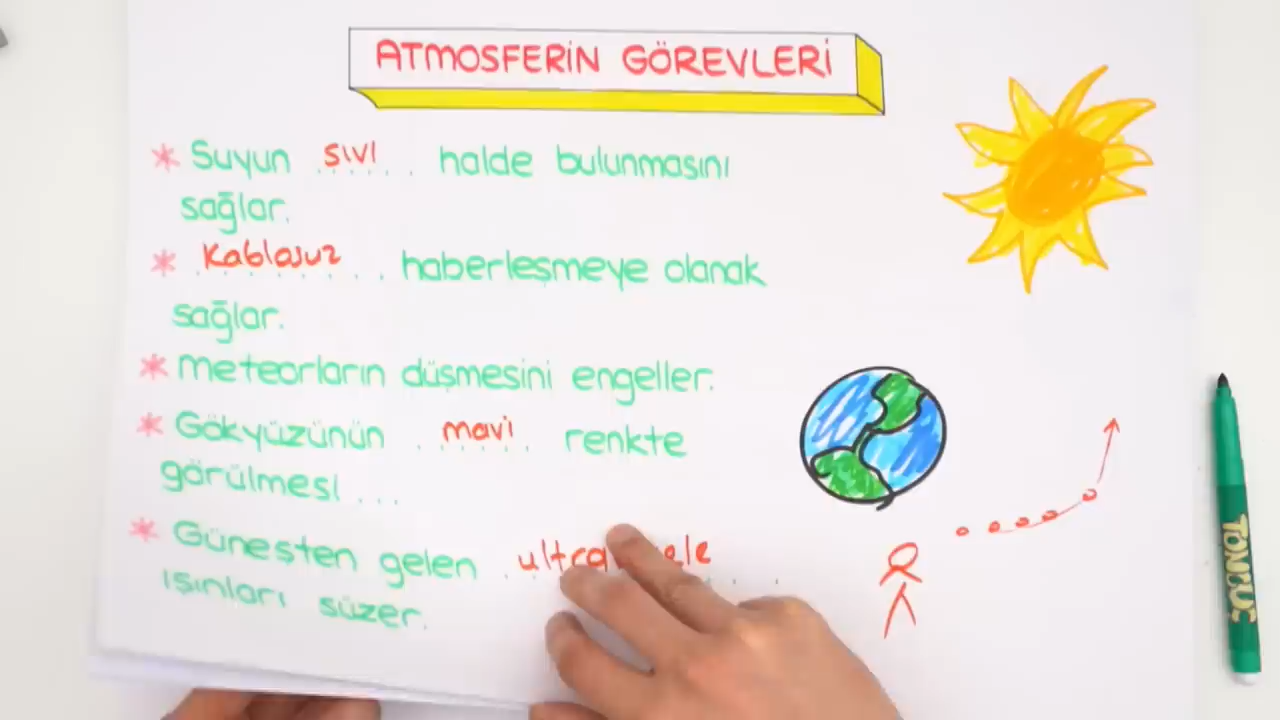 ATMOSFERİN GÖREVLERİ
* Suyun sıvı halde bulunmasını
sağlar.
* Kablosuz haberleşmeye olanak
sağlar.
* Meteorların düşmesini engeller.
* Gökyüzünün mavi renkte
görülmesi ...
* Güneşten gelen
ışınları süzer.
TONGUÇ